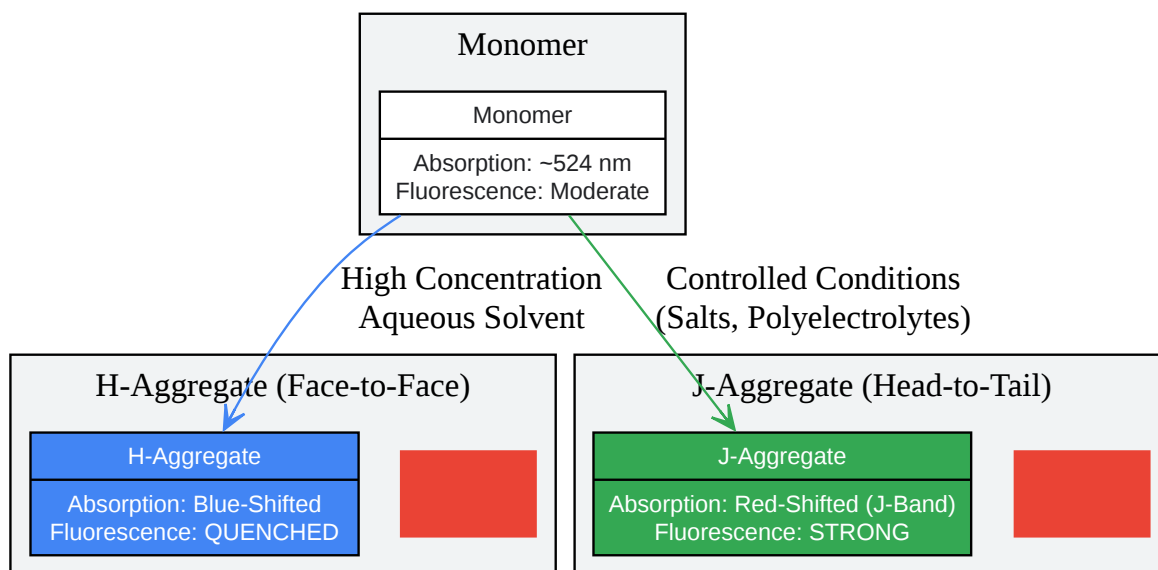 Monomer
Monomer
Absorption: ~524 nm
Fluorescence: Moderate
High Concentration
Aqueous Solvent
Controlled Conditions
(Salts, Polyelectrolytes)
H-Aggregate (Face-to-Face)
H-Aggregate
Absorption: Blue-Shifted
Fluorescence: QUENCHED
J-Aggregate (Head-to-Tail)
J-Aggregate
Absorption: Red-Shifted (J-Band)
Fluorescence: STRONG